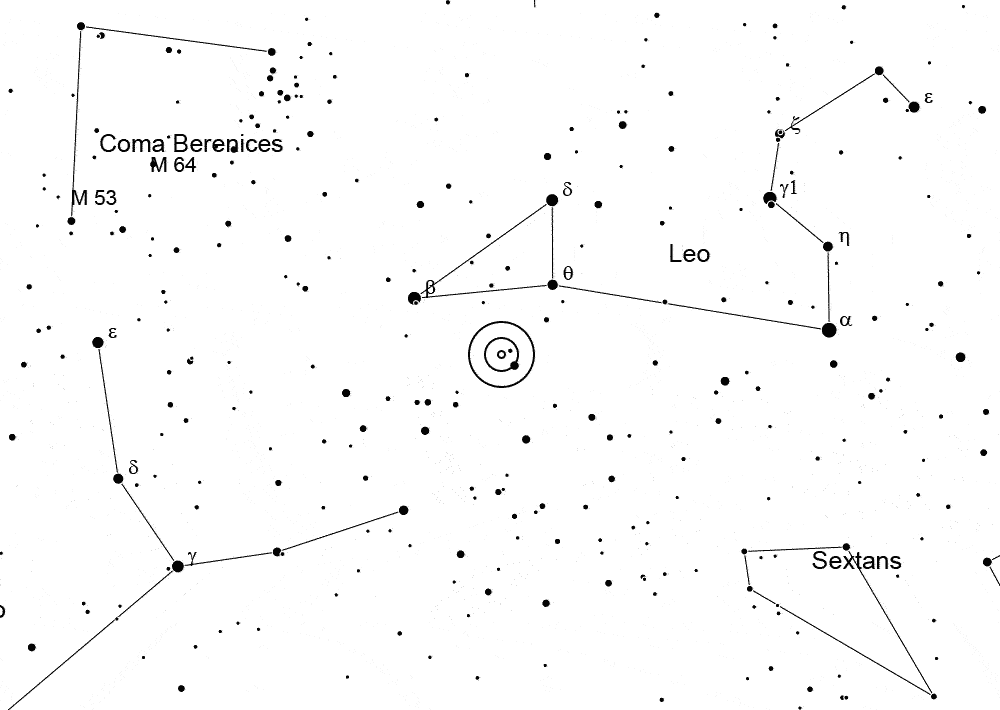 ε
ζ
Coma Berenices
M 64
γ1
δ
M 53
η
Leo
θ
β
α
ε
δ
γ
Sextans
o